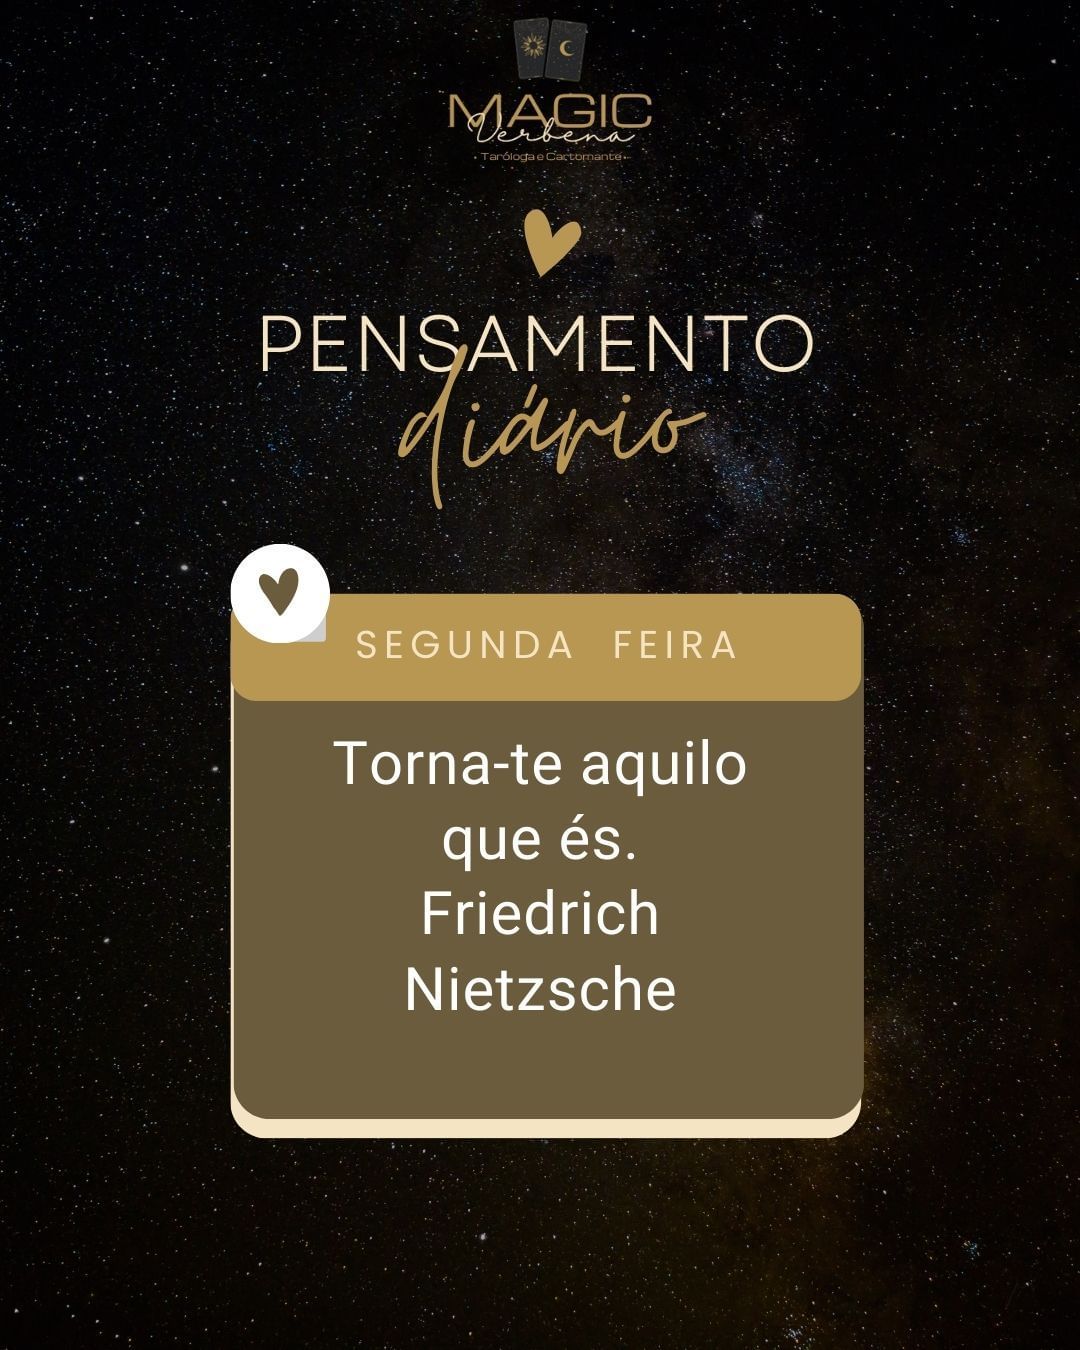 MAGIC
Verbena
• Taróloga e Cartomante •
PENSAMENTO
diário
SEGUNDA FEIRA
Torna-te aquilo
que és.
Friedrich
Nietzsche